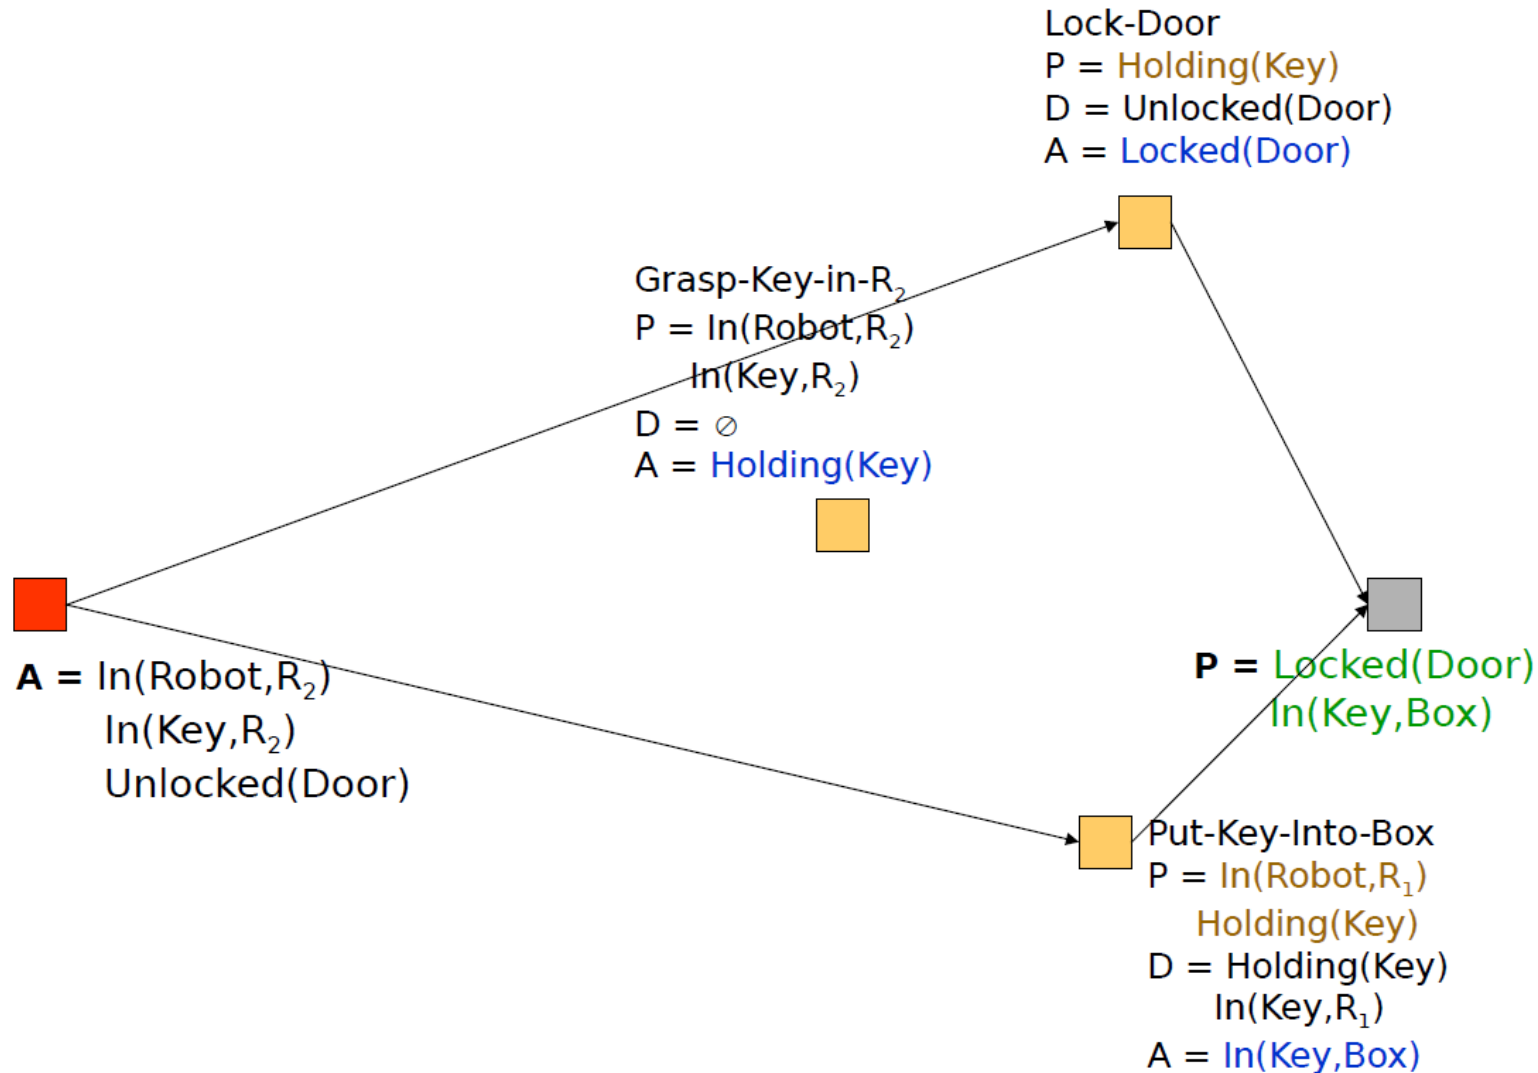 Lock-Door
P = Holding(Key)
D = Unlocked(Door)
A = Locked(Door)
Grasp-Key-in-R₂
P = In(Robot,R₂)
In(Key,R₂)
D = ∅
A = Holding(Key)
A = In(Robot,R₂)
In(Key,R₂)
Unlocked(Door)
P = Locked(Door)
In(Key,Box)
Put-Key-Into-Box
P = In(Robot,R₁)
Holding(Key)
D = Holding(Key)
In(Key,R₁)
A = In(Key,Box)